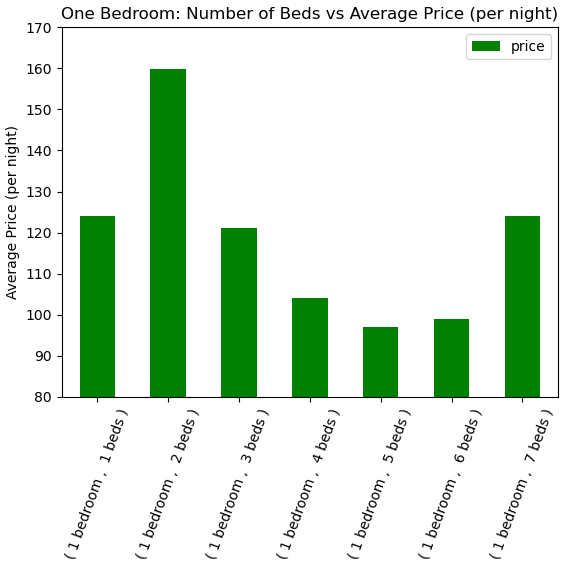 One Bedroom: Number of Beds vs Average Price (per night)
price
Average Price (per night)
170
160
150
140
130
120
110
100
90
80
( 1 bedroom , 1 beds )
( 1 bedroom , 2 beds )
( 1 bedroom , 3 beds )
( 1 bedroom , 4 beds )
( 1 bedroom , 5 beds )
( 1 bedroom , 6 beds )
( 1 bedroom , 7 beds )